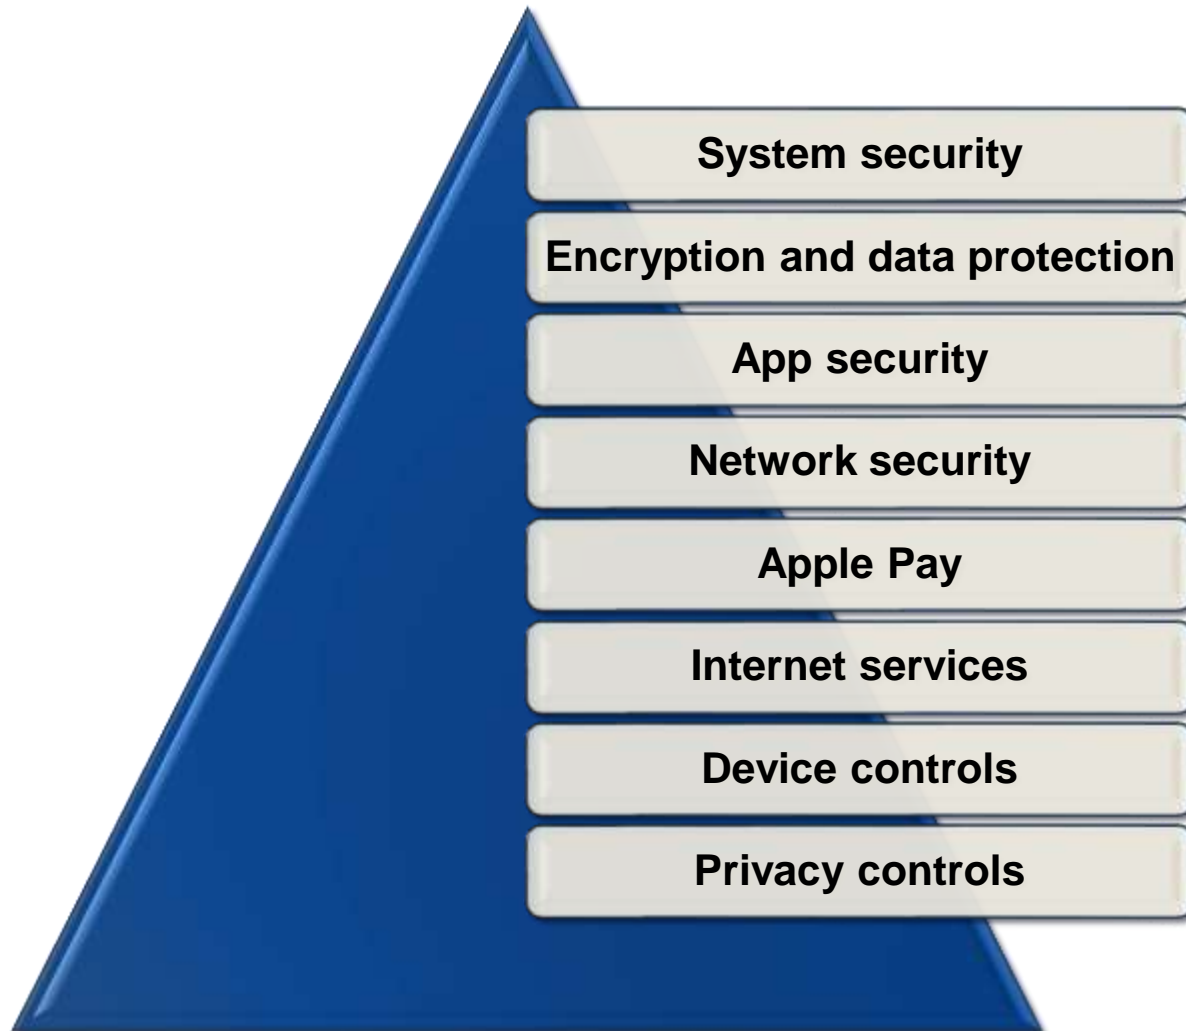 System security
Encryption and data protection
App security
Network security
Apple Pay
Internet services
Device controls
Privacy controls